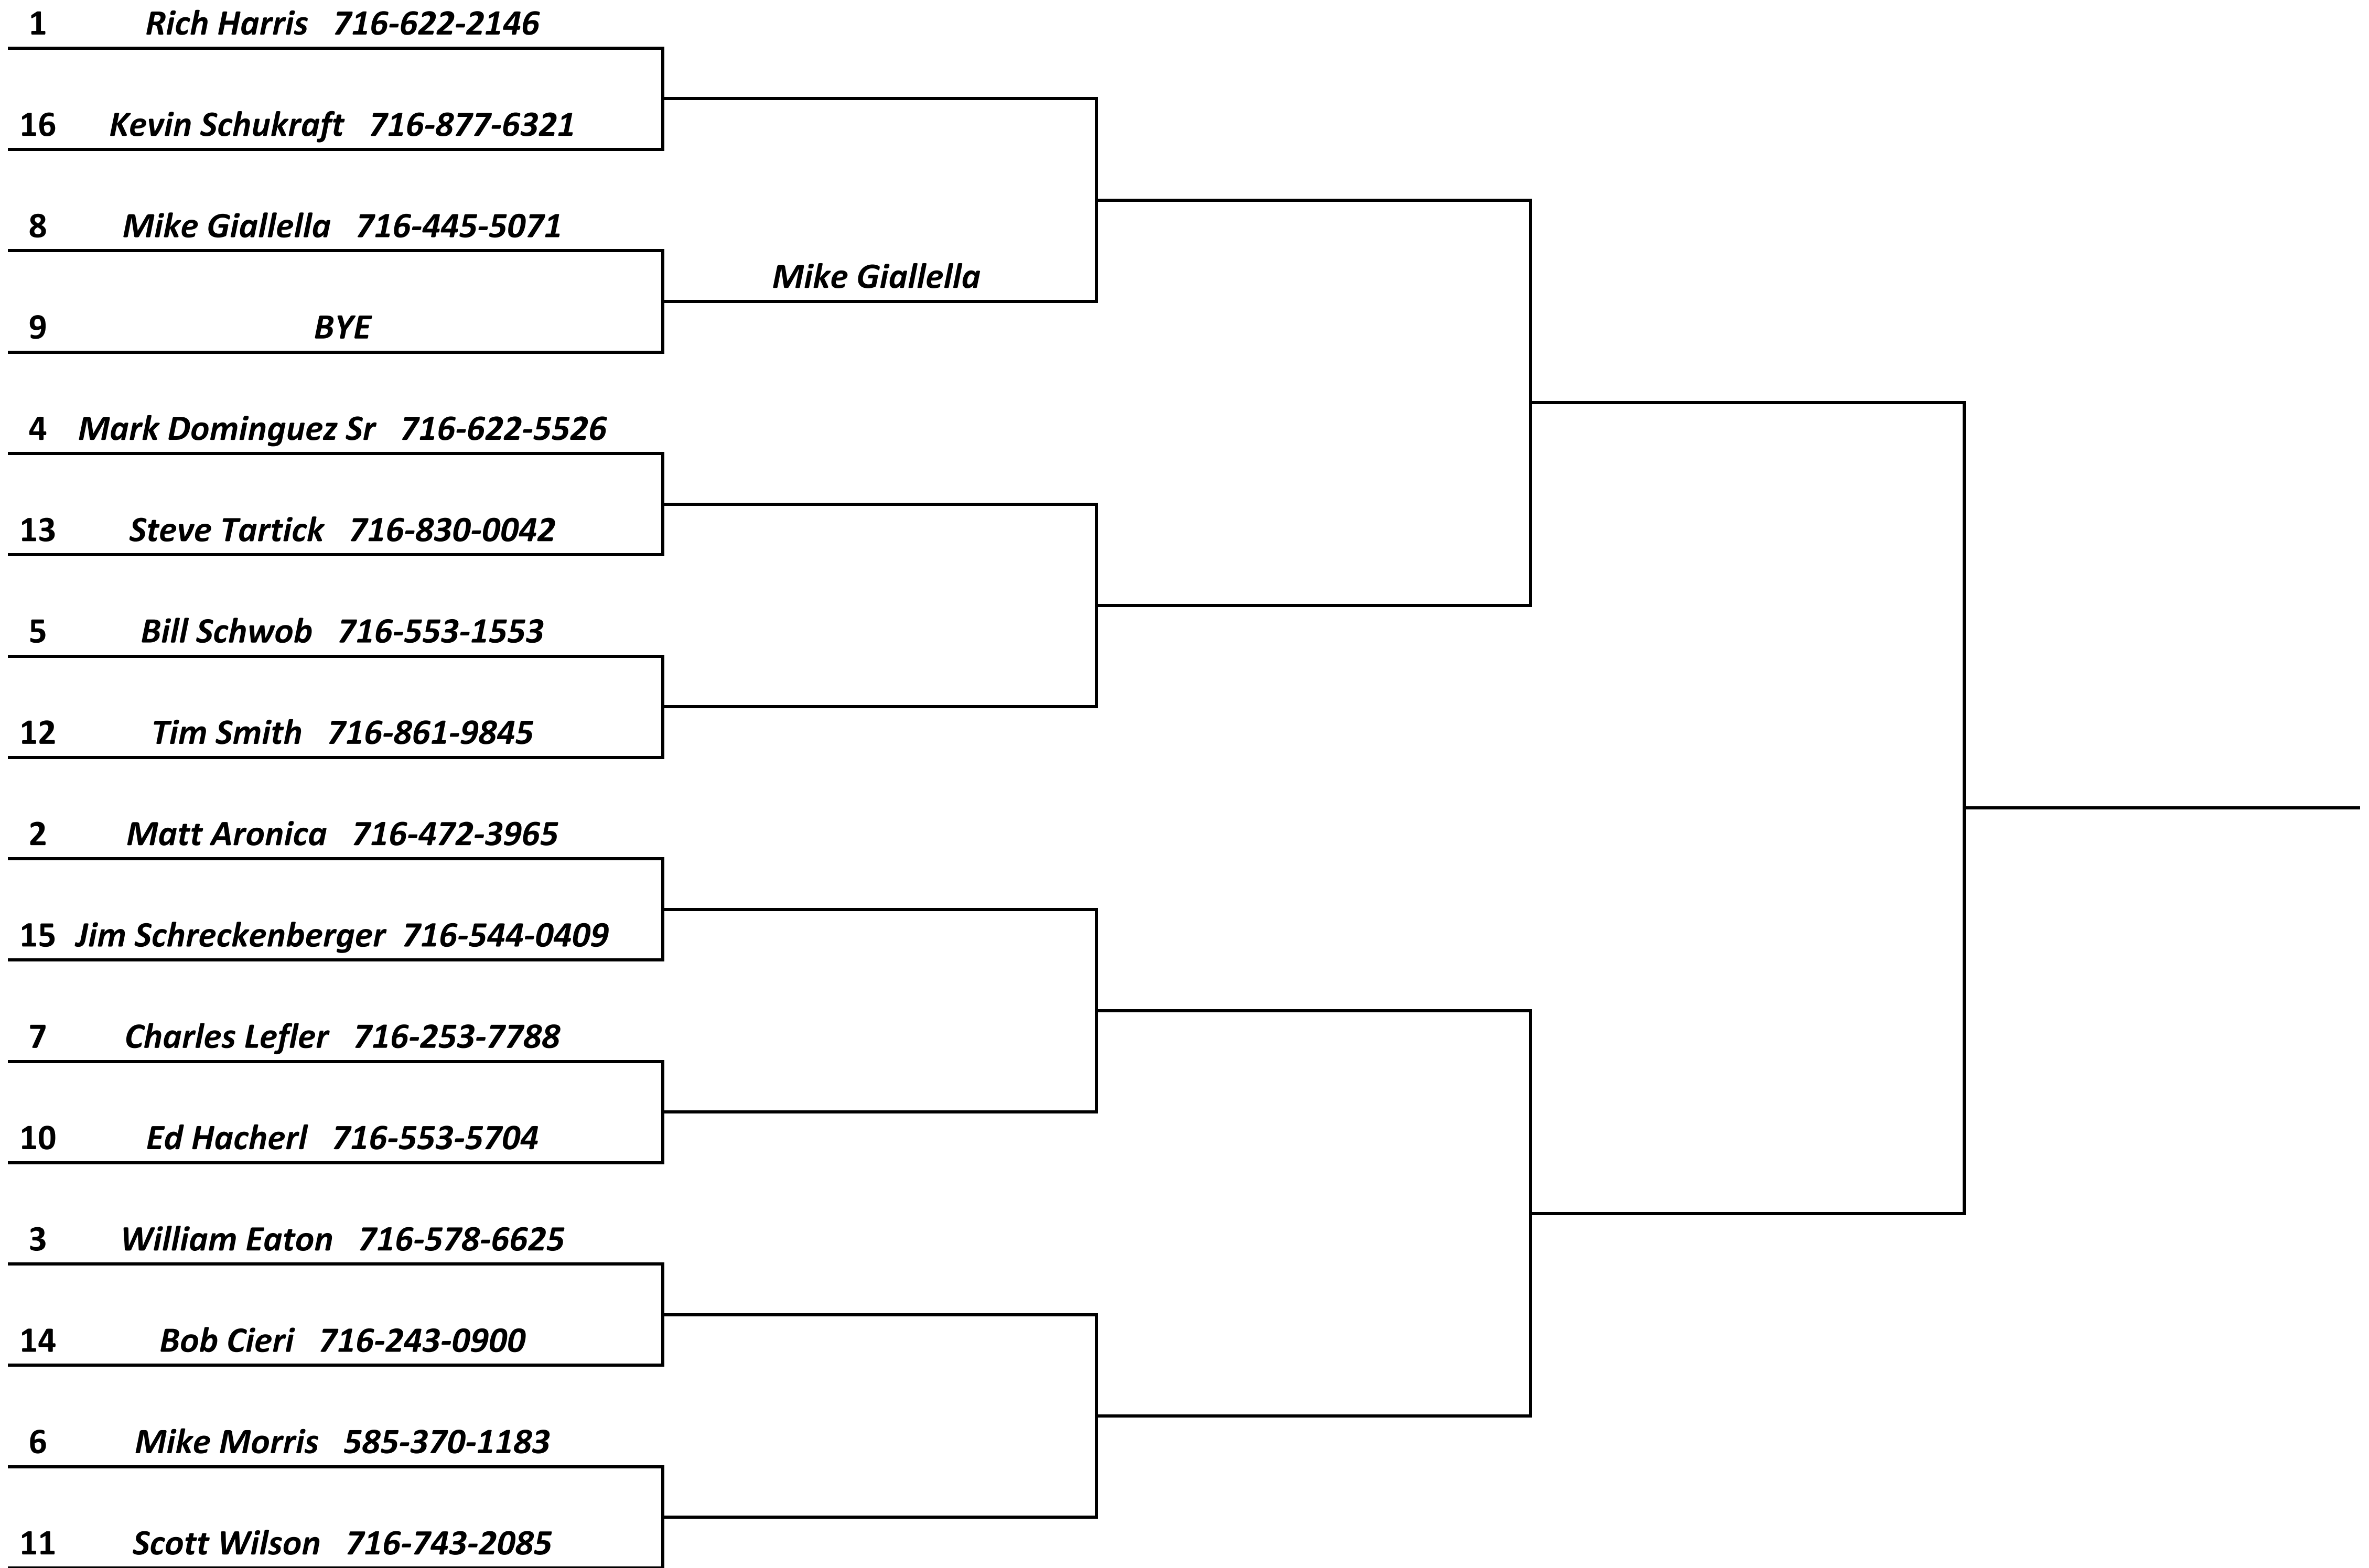 1 Rich Harris 716-622-2146
16 Kevin Schukraft 716-877-6321
8 Mike Giallella 716-445-5071
Mike Giallella
9 BYE
4 Mark Dominguez Sr 716-622-5526
13 Steve Tartick 716-830-0042
5 Bill Schwob 716-553-1553
12 Tim Smith 716-861-9845
2 Matt Aronica 716-472-3965
15 Jim Schreckenberger 716-544-0409
7 Charles Lefler 716-253-7788
10 Ed Hacherl 716-553-5704
3 William Eaton 716-578-6625
14 Bob Cieri 716-243-0900
6 Mike Morris 585-370-1183
11 Scott Wilson 716-743-2085